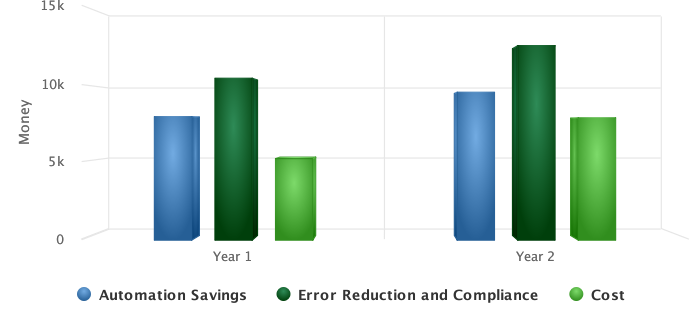 15k
10k
5k
0
Money
Year 1
Year 2
Automation Savings
Error Reduction and Compliance
Cost